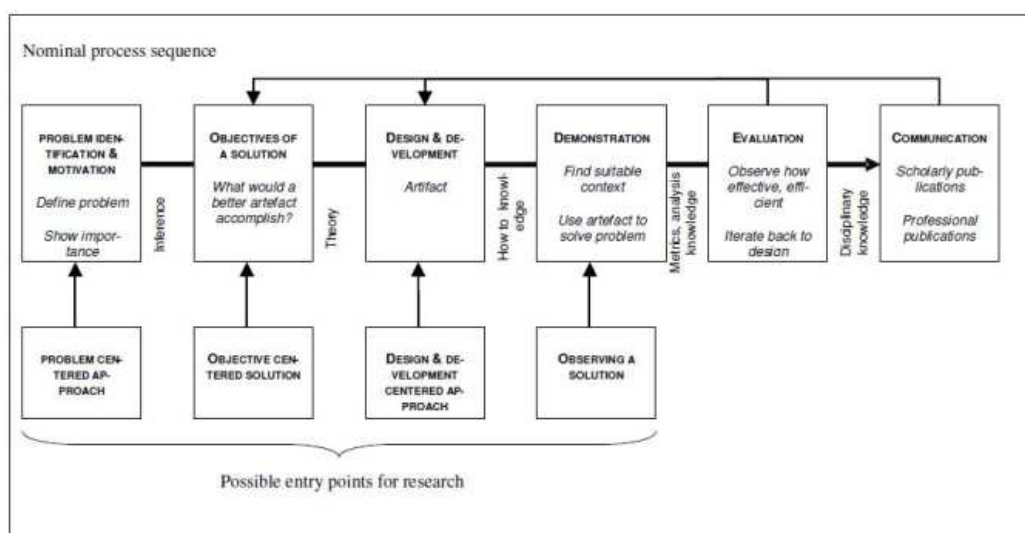 Nominal process sequence
PROBLEM IDEN-
TIFICATION &
MOTIVATION
Define problem
Show impor-
tance
Inference
OBJECTIVES OF
A SOLUTION
What would a
better artefact
accomplish?
Theory
DESIGN & DE-
VELOPMENT
Artifact
How to knowl-
edge
DEMONSTRATION
Find suitable
context
Use artefact to
solve problem
Metrics, analysis
knowledge
EVALUATION
Observe how
effective, effi-
cient
Iterate back to
design
Disciplinary
knowledge
COMMUNICATION
Scholarly pub-
lications
Professional
publications
PROBLEM CEN-
TERED AP-
PROACH
OBJECTIVE CEN-
TERED SOLUTION
DESIGN & DE-
VELOPMENT
CENTERED AP-
PROACH
OBSERVING A
SOLUTION
Possible entry points for research